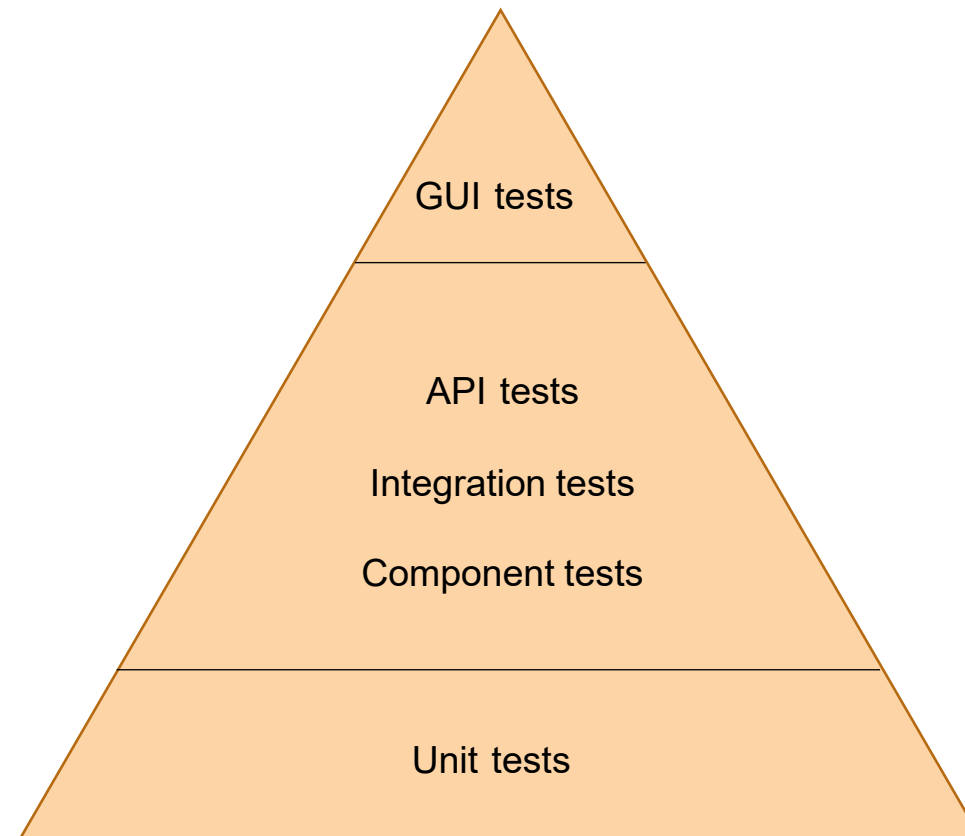 GUI tests
API tests
Integration tests
Component tests
Unit tests